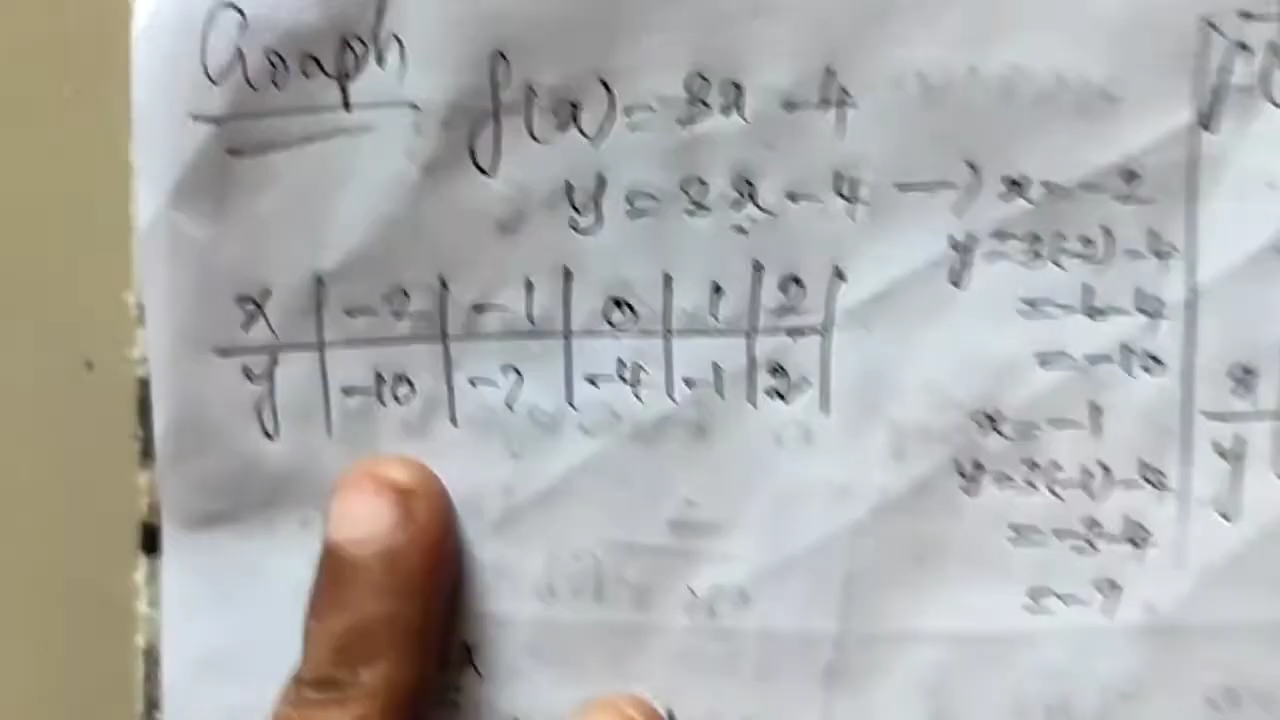 Graph
f(x) = 3x - 4
y = 3x - 4 → x = -2
y = 3(-2) - 4
= -6 - 4
= -10
x | -2 | -1 | 0 | 1 | 2 |
y | -10 | -7 | -4 | -1 | 2 |
x = -1
y = 3(-1) - 4
= -3 - 4
= -7
x
y